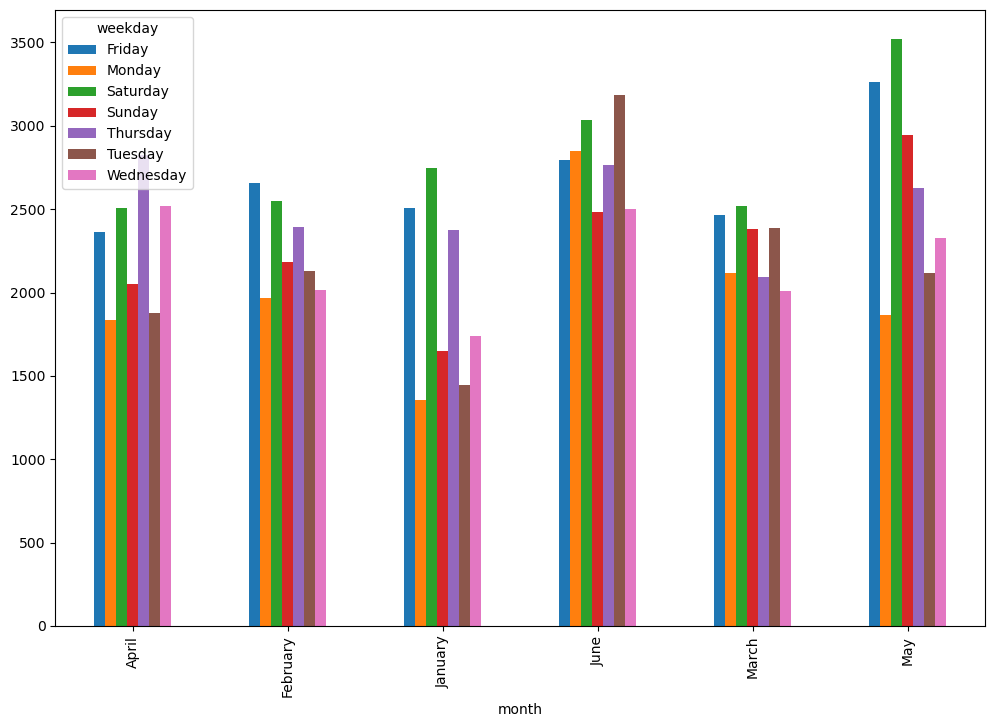 weekday
Friday
Monday
Saturday
Sunday
Thursday
Tuesday
Wednesday
3500
3000
2500
2000
1500
1000
500
0
April
February
January
June
March
May
month